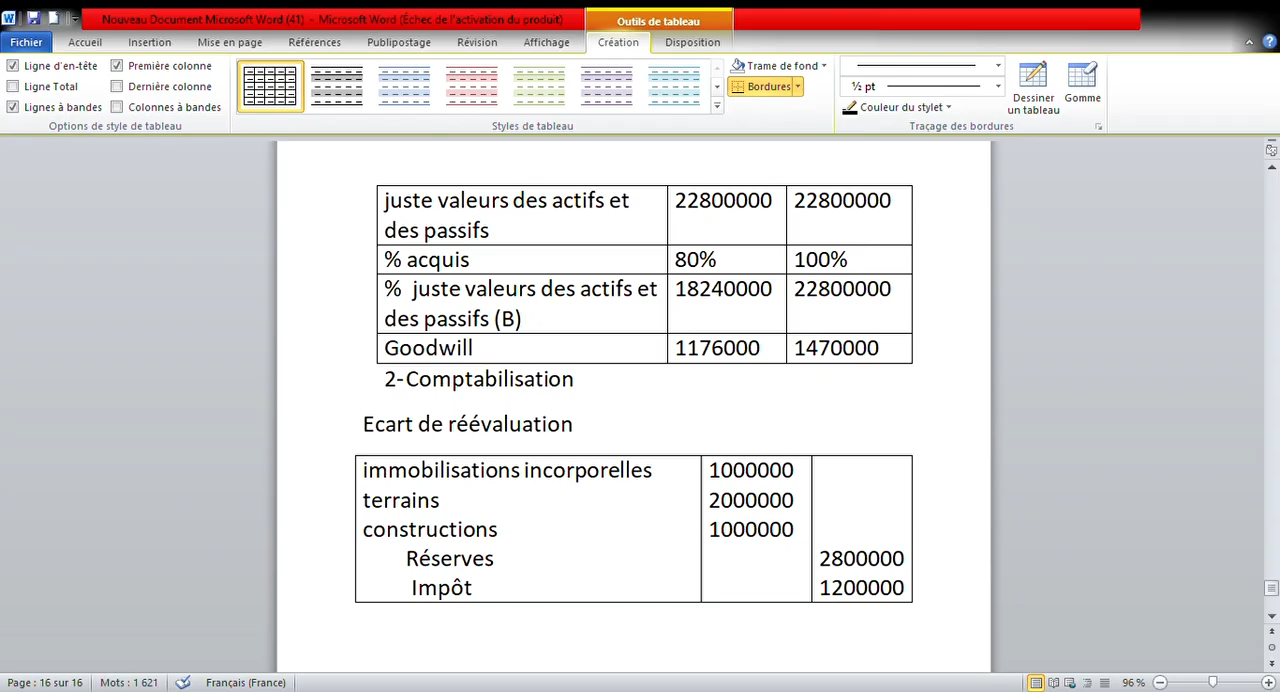 Nouveau Document Microsoft Word (41) - Microsoft Word (Échec de l'activation du produit)
Outils de tableau
Fichier Accueil Insertion Mise en page Références Publipostage Révision Affichage Création Disposition
Ligne d'en-tête Première colonne
Ligne Total Dernière colonne
Lignes à bandes Colonnes à bandes
Options de style de tableau
Styles de tableau
Trame de fond
Bordures
½ pt
Couleur du stylet
Dessiner un tableau
Gomme
Traçage des bordures
juste valeurs des actifs et 22800000 22800000
des passifs
% acquis 80% 100%
% juste valeurs des actifs et 18240000 22800000
des passifs (B)
Goodwill 1176000 1470000
2-Comptabilisation
Ecart de réévaluation
immobilisations incorporelles 1000000
terrains 2000000
constructions 1000000
Réserves 2800000
Impôt 1200000
Page : 16 sur 16 Mots : 1 621 Français (France) 96 %